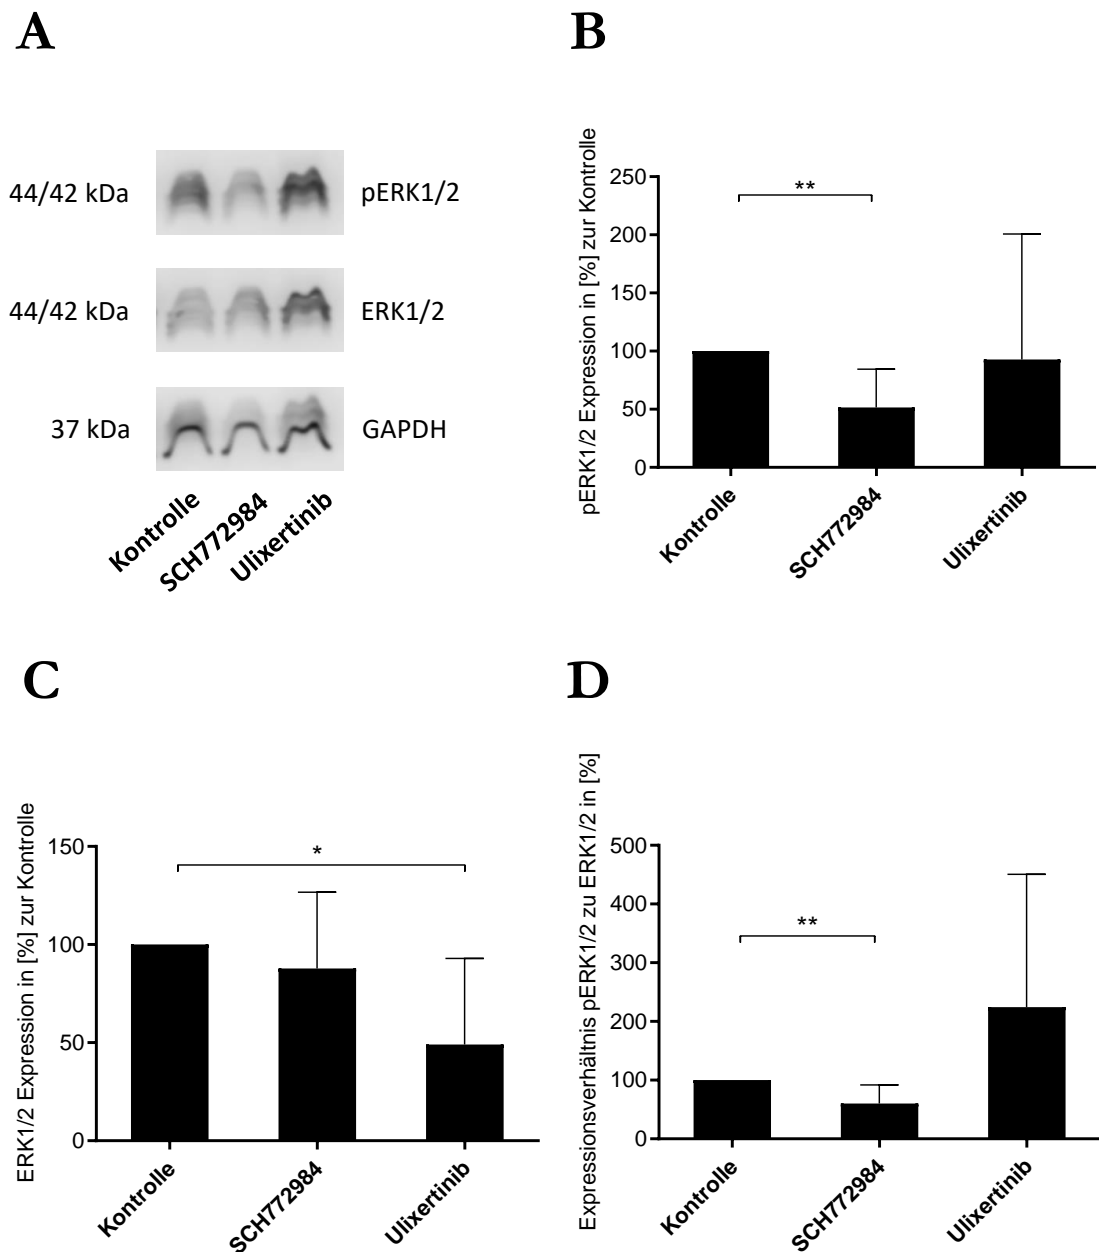 A
44/42 kDa
pERK1/2
44/42 kDa
ERK1/2
37 kDa
GAPDH
Kontrolle
SCH772984
Ulixertinib
B
pERK1/2 Expression in [%] zur Kontrolle
250
200
150
100
50
0
**
Kontrolle
SCH772984
Ulixertinib
C
ERK1/2 Expression in [%] zur Kontrolle
150
100
50
0
*
Kontrolle
SCH772984
Ulixertinib
D
Expressionsverhältnis pERK1/2 zu ERK1/2 in [%]
500
400
300
200
100
0
**
Kontrolle
SCH772984
Ulixertinib